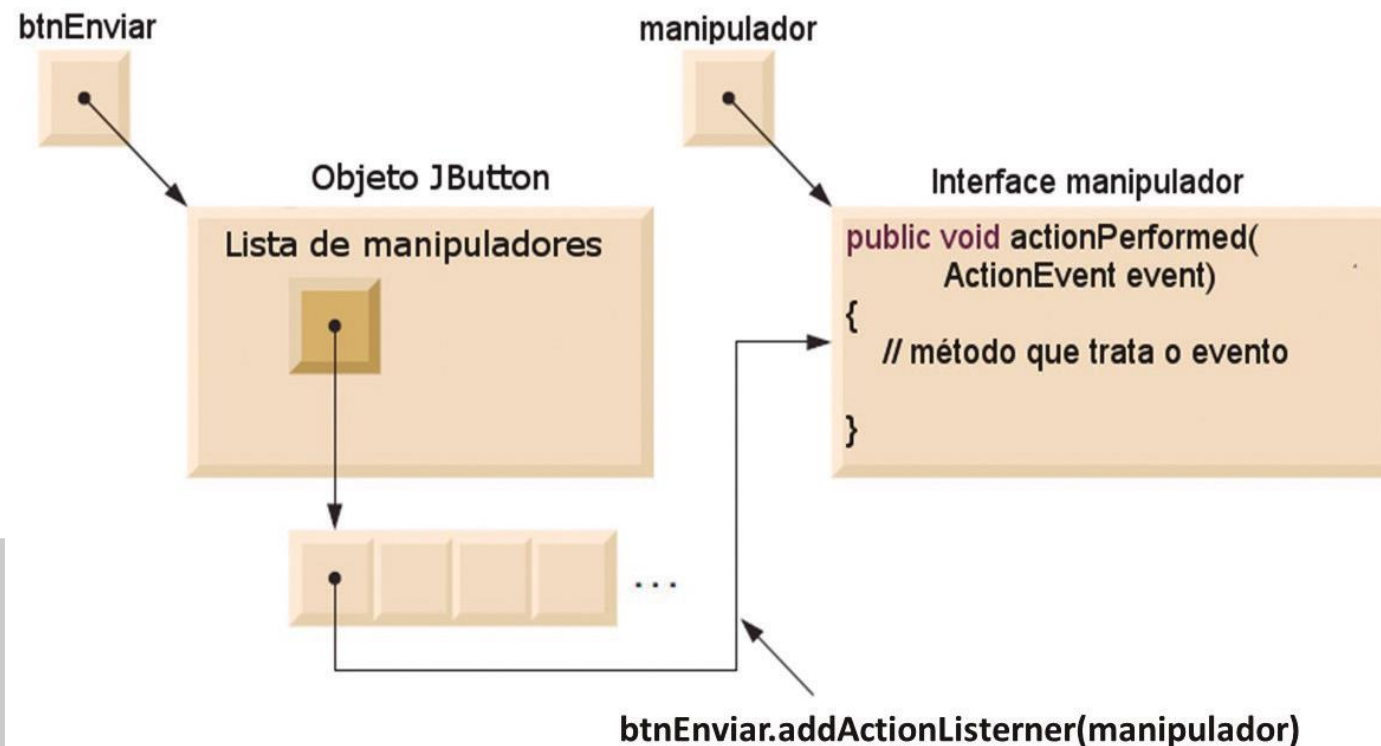 btnEnviar
manipulador
Objeto JButton
Interface manipulador
Lista de manipuladores
public void actionPerformed(
ActionEvent event)
{
// método que trata o evento
}
...
btnEnviar.addActionListerner(manipulador)